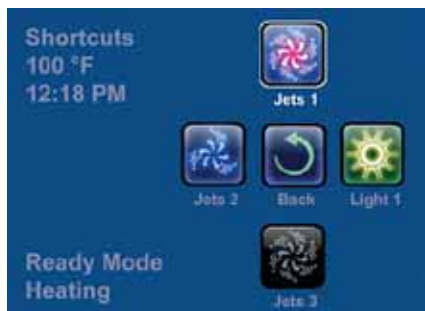 Shortcuts
100 °F
12:18 PM
Jets 1
Jets 2
Back
Light 1
Ready Mode
Heating
Jets 3